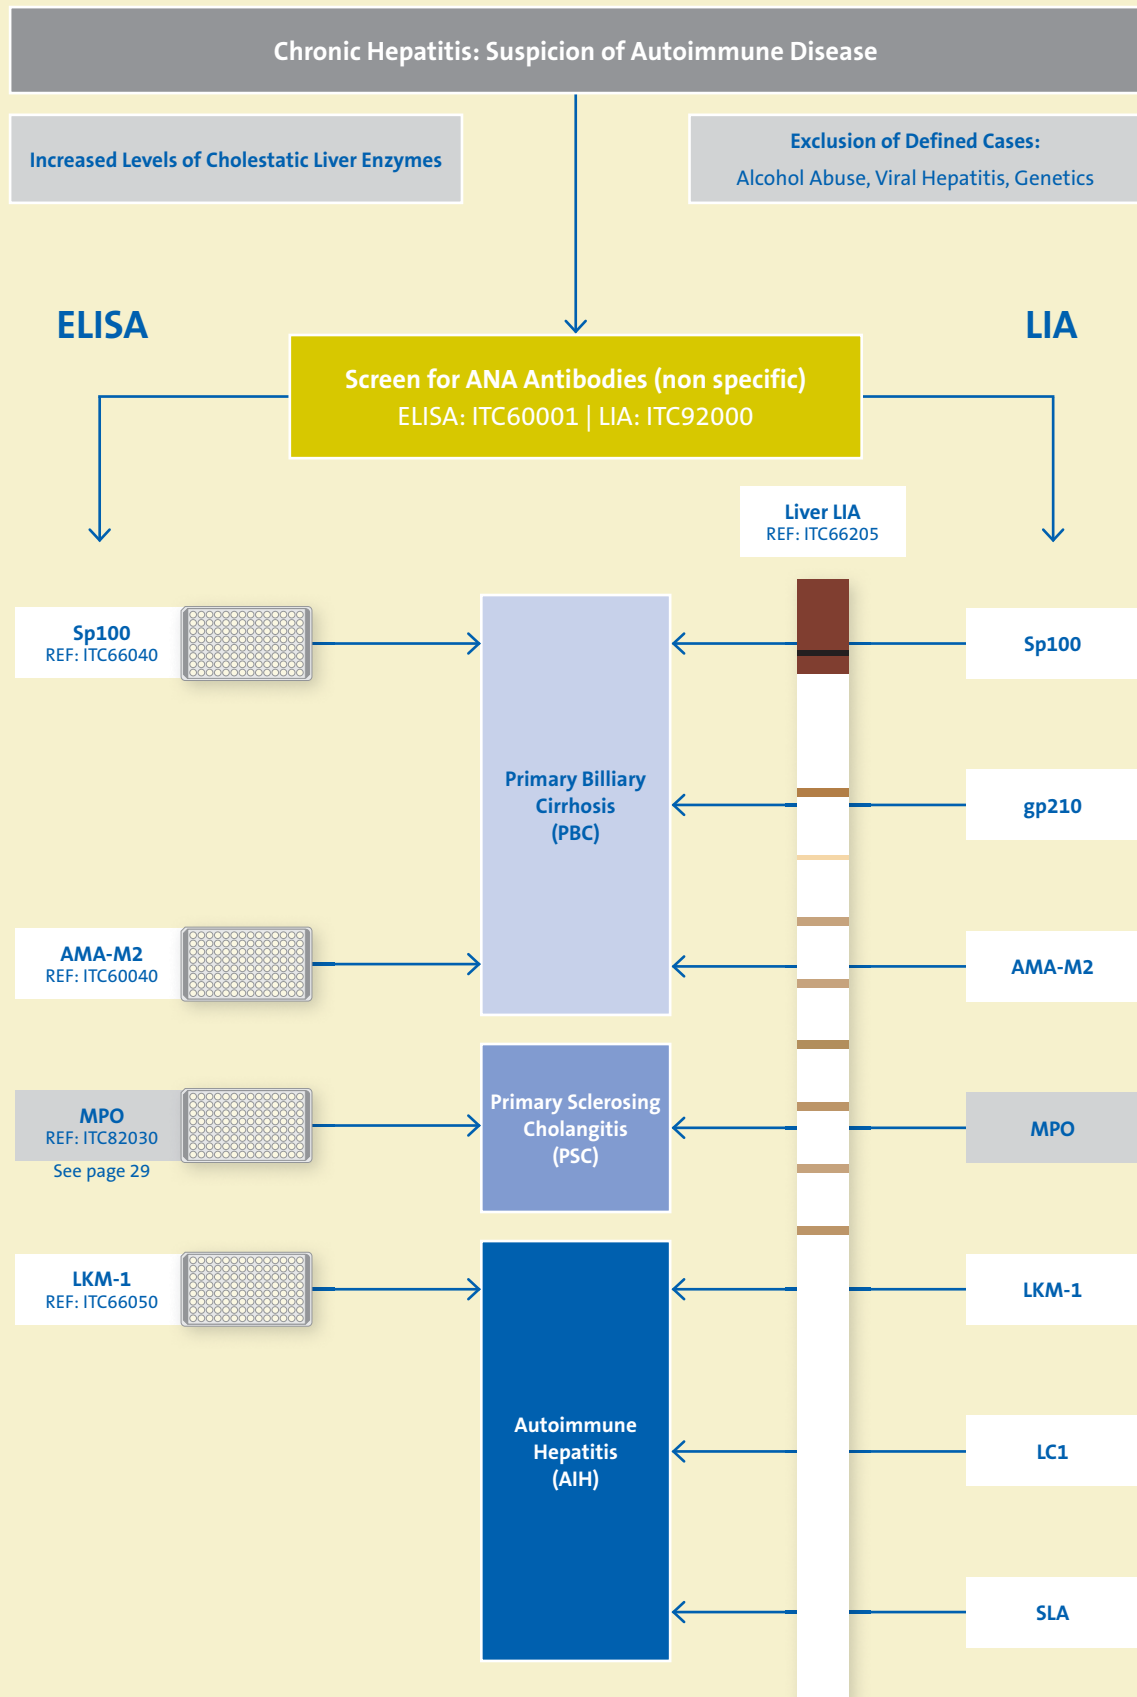 Chronic Hepatitis: Suspicion of Autoimmune Disease
Increased Levels of Cholestatic Liver Enzymes
Exclusion of Defined Cases:
Alcohol Abuse, Viral Hepatitis, Genetics
ELISA
LIA
Screen for ANA Antibodies (non specific)
ELISA: ITC60001 | LIA: ITC92000
Liver LIA
REF: ITC66205
Sp100
REF: ITC66040
Sp100
Primary Billiary
Cirrhosis
(PBC)
gp210
AMA-M2
REF: ITC60040
AMA-M2
MPO
REF: ITC82030
See page 29
Primary Sclerosing
Cholangitis
(PSC)
MPO
LKM-1
REF: ITC66050
LKM-1
Autoimmune
Hepatitis
(AIH)
LC1
SLA